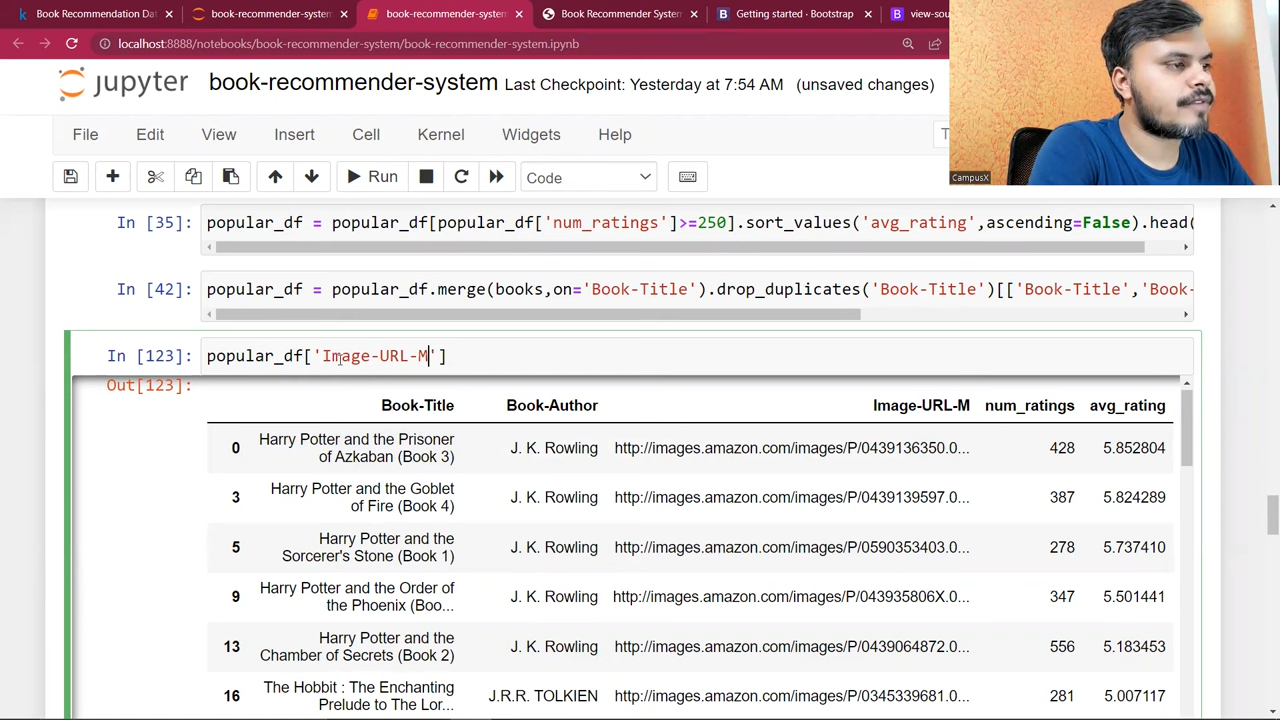 Book Recommendation Dat
book-recommender-system
book-recommender-system
Book Recommender System
Getting started · Bootstrap
view-sou
localhost:8888/notebooks/book-recommender-system/book-recommender-system.ipynb
jupyter book-recommender-system Last Checkpoint: Yesterday at 7:54 AM (unsaved changes)
File Edit View Insert Cell Kernel Widgets Help T
Run Code
CampusX
In [35]: popular_df = popular_df[popular_df['num_ratings']>=250].sort_values('avg_rating',ascending=False).head(
In [42]: popular_df = popular_df.merge(books,on='Book-Title').drop_duplicates('Book-Title')[['Book-Title','Book-
In [123]: popular_df['Image-URL-M']
Out[123]:
Book-Title Book-Author Image-URL-M num_ratings avg_rating
0 Harry Potter and the Prisoner of Azkaban (Book 3) J. K. Rowling http://images.amazon.com/images/P/0439136350.0... 428 5.852804
3 Harry Potter and the Goblet of Fire (Book 4) J. K. Rowling http://images.amazon.com/images/P/0439139597.0... 387 5.824289
5 Harry Potter and the Sorcerer's Stone (Book 1) J. K. Rowling http://images.amazon.com/images/P/0590353403.0... 278 5.737410
9 Harry Potter and the Order of the Phoenix (Boo... J. K. Rowling http://images.amazon.com/images/P/043935806X.0... 347 5.501441
13 Harry Potter and the Chamber of Secrets (Book 2) J. K. Rowling http://images.amazon.com/images/P/0439064872.0... 556 5.183453
16 The Hobbit : The Enchanting Prelude to The Lor... J.R.R. TOLKIEN http://images.amazon.com/images/P/0345339681.0... 281 5.007117